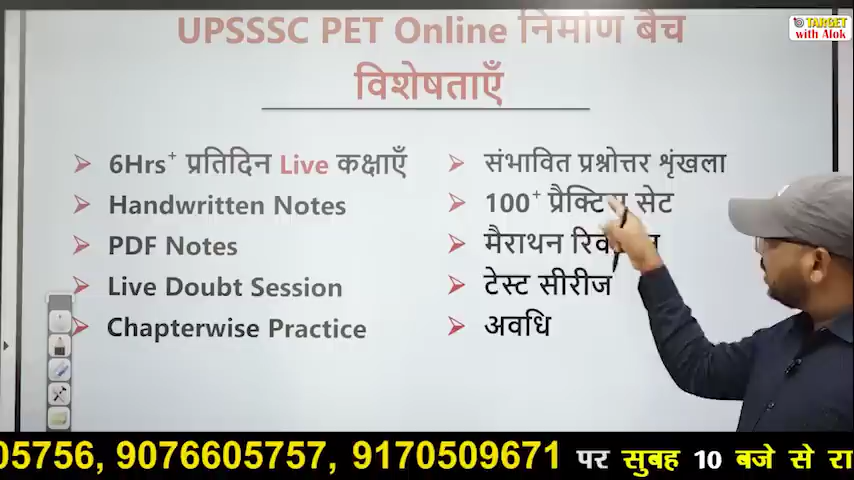 UPSSSC PET Online निर्माण बैच
विशेषताएँ
6Hrs+ प्रतिदिन Live कक्षाएँ
Handwritten Notes
PDF Notes
Live Doubt Session
Chapterwise Practice
संभावित प्रश्नोत्तर शृंखला
100+ प्रैक्टिस सेट
मैराथन
टेस्ट सीरीज
अवधि
TARGET
with Alok
05756, 9076605757, 9170509671 पर सुबह 10 बजे से रा